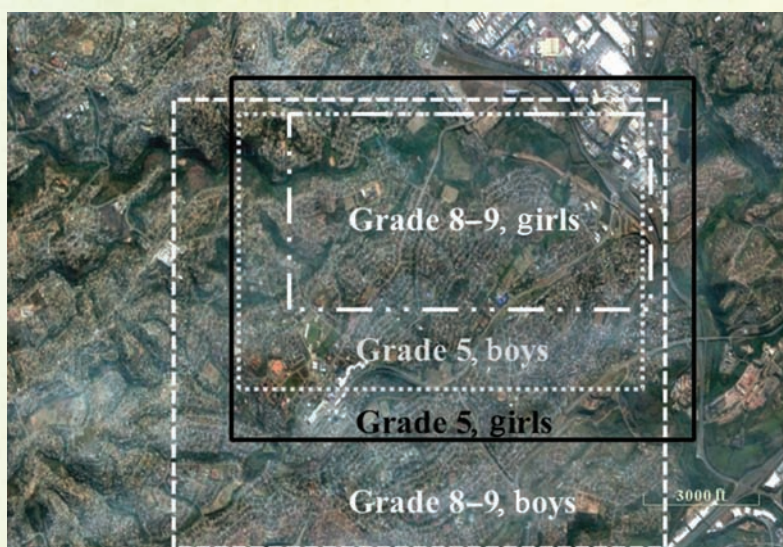 Grade 8–9, girls
Grade 5, boys
Grade 5, girls
Grade 8–9, boys
3000 ft